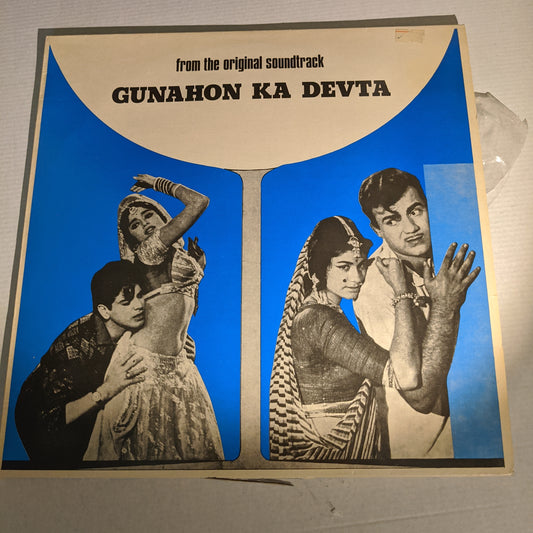 from the original soundtrack
GUNAHON KA DEVTA